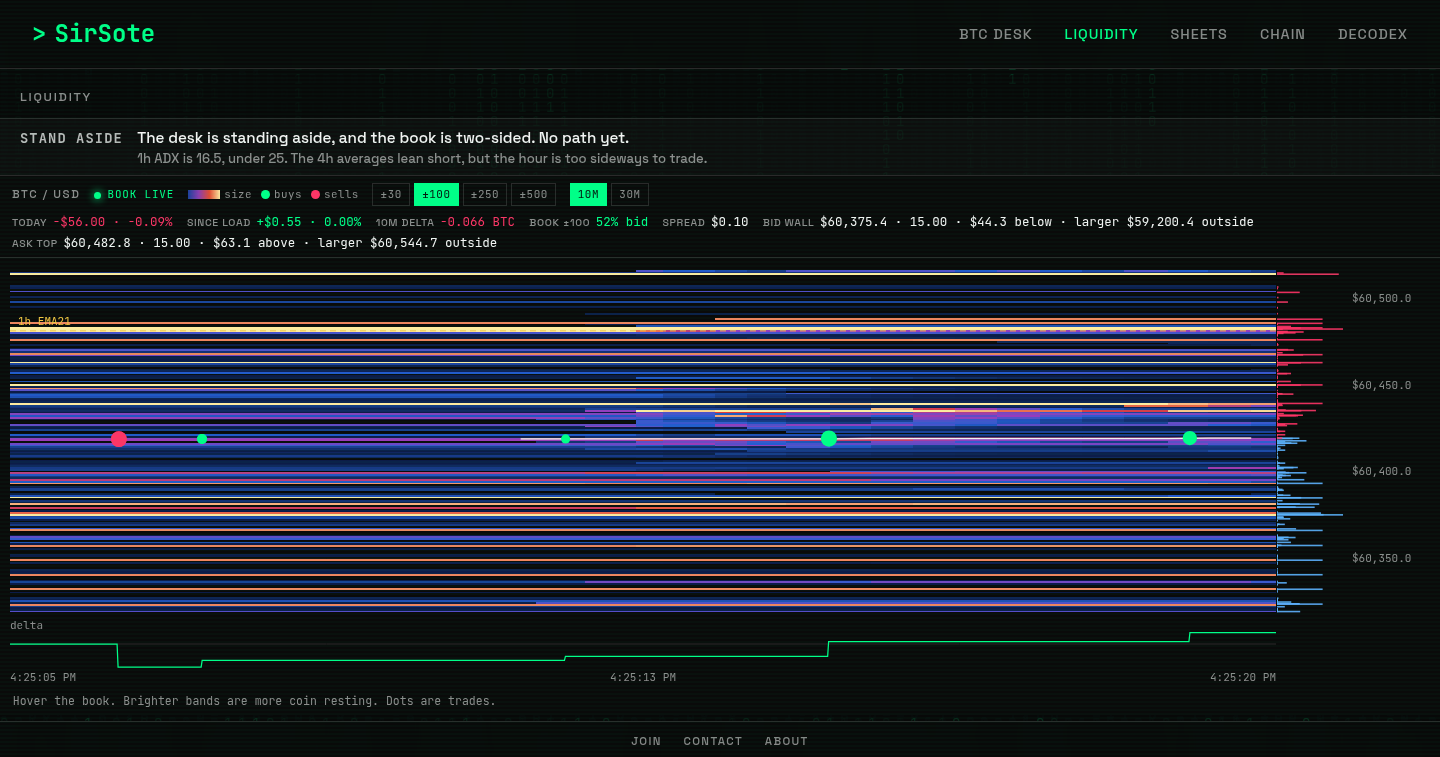 > SirSote
BTC DESK LIQUIDITY SHEETS CHAIN DECODEX
LIQUIDITY
STAND ASIDE The desk is standing aside, and the book is two-sided. No path yet.
1h ADX is 16.5, under 25. The 4h averages lean short, but the hour is too sideways to trade.
BTC / USD BOOK LIVE size buys sells ±30 ±100 ±250 ±500 10M 30M
TODAY -$56.00 · -0.09% SINCE LOAD +$0.55 · 0.00% 10M DELTA -0.066 BTC BOOK ±100 52% bid SPREAD $0.10 BID WALL $60,375.4 · 15.00 · $44.3 below · larger $59,200.4 outside
ASK TOP $60,482.8 · 15.00 · $63.1 above · larger $60,544.7 outside
$60,500.0
1h EMA21
$60,450.0
$60,400.0
$60,350.0
delta
4:25:05 PM 4:25:13 PM 4:25:20 PM
Hover the book. Brighter bands are more coin resting. Dots are trades.
JOIN CONTACT ABOUT